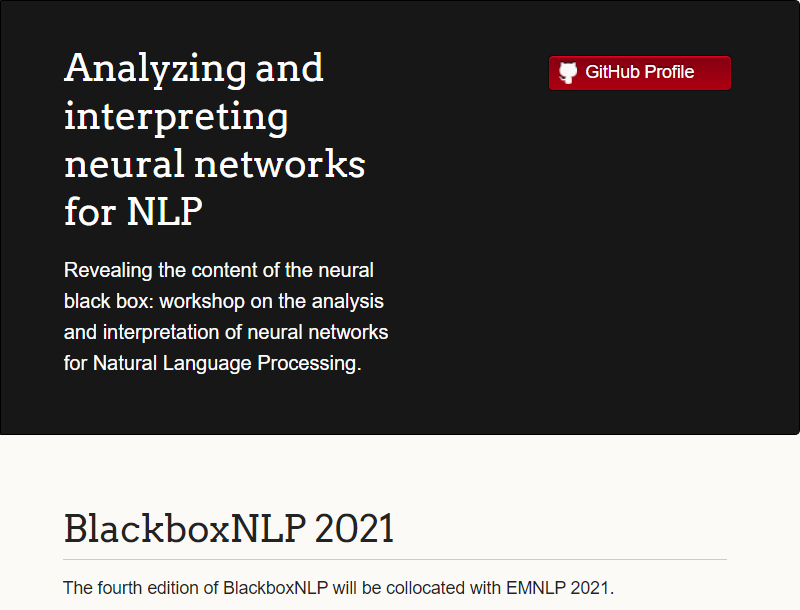 Analyzing and
interpreting
neural networks
for NLP
GitHub Profile
Revealing the content of the neural
black box: workshop on the analysis
and interpretation of neural networks
for Natural Language Processing.
BlackboxNLP 2021
The fourth edition of BlackboxNLP will be collocated with EMNLP 2021.